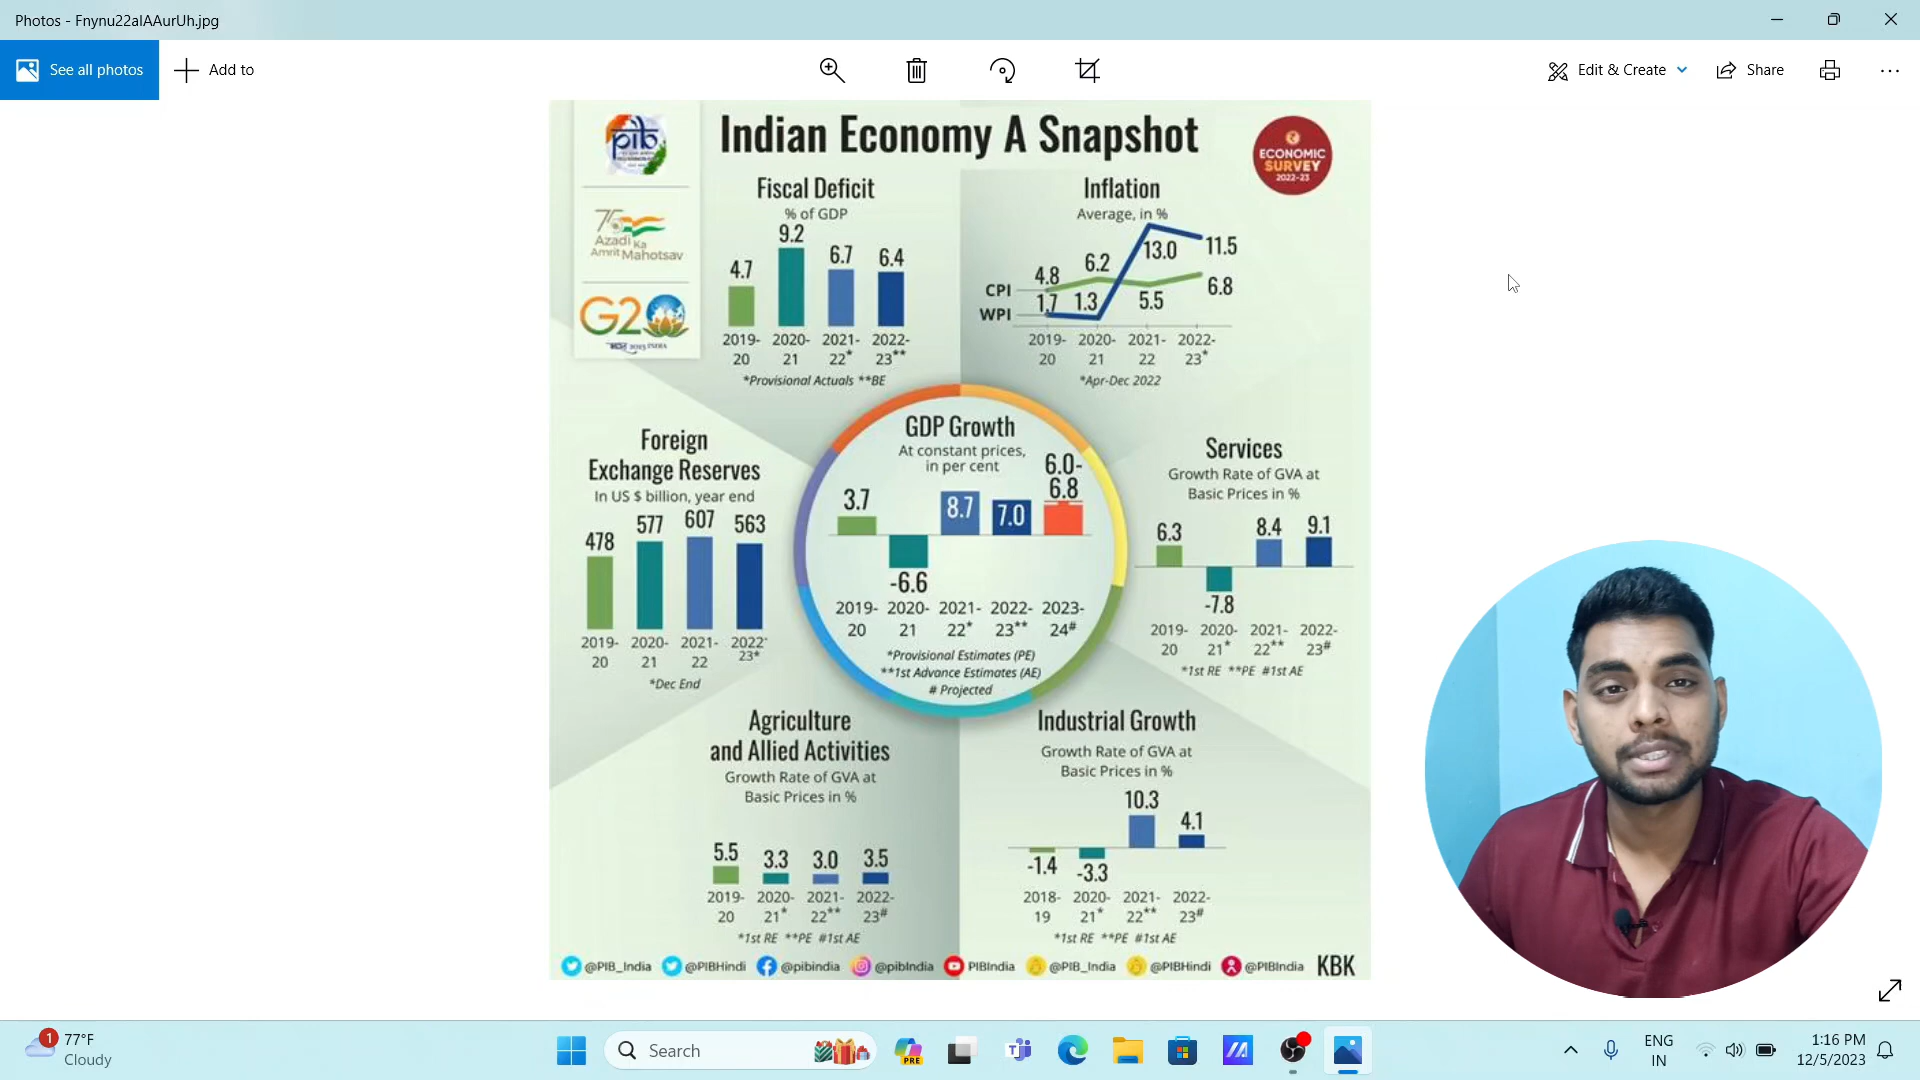 Photos - Fnynu22aIAAurUh.jpg
See all photos
Add to
Edit & Create
Share
Indian Economy A Snapshot
pib
75
Azadi Ka
Amrit Mahotsav
G20
ECONOMIC
SURVEY
2022-23
Fiscal Deficit
% of GDP
4.7 9.2 6.7 6.4
2019-20 2020-21 2021-22* 2022-23**
*Provisional Actuals **BE
Inflation
Average, in %
CPI 4.8 6.2 5.5 6.8
WPI 1.7 1.3 13.0 11.5
2019-20 2020-21 2021-22 2022-23*
*Apr-Dec 2022
Foreign
Exchange Reserves
In US $ billion, year end
478 577 607 563
2019-20 2020-21 2021-22 2022-23*
*Dec End
GDP Growth
At constant prices,
in per cent
3.7 -6.6 8.7 7.0 6.0-6.8
2019-20 2020-21 2021-22* 2022-23** 2023-24#
*Provisional Estimates (PE)
**1st Advance Estimates (AE)
# Projected
Services
Growth Rate of GVA at
Basic Prices in %
6.3 -7.8 8.4 9.1
2019-20 2020-21* 2021-22** 2022-23#
*1st RE **PE #1st AE
Agriculture
and Allied Activities
Growth Rate of GVA at
Basic Prices in %
5.5 3.3 3.0 3.5
2019-20 2020-21* 2021-22** 2022-23#
*1st RE **PE #1st AE
Industrial Growth
Growth Rate of GVA at
Basic Prices in %
-1.4 -3.3 10.3 4.1
2018-19 2020-21* 2021-22** 2022-23#
*1st RE **PE #1st AE
@PIB_India @PIBHindi @pibindia @pibindia PIBIndia @PIB_India @PIBHindi @PIBIndia KBK
1
77°F
Cloudy
Search
PRE
ENG
IN
1:16 PM
12/5/2023